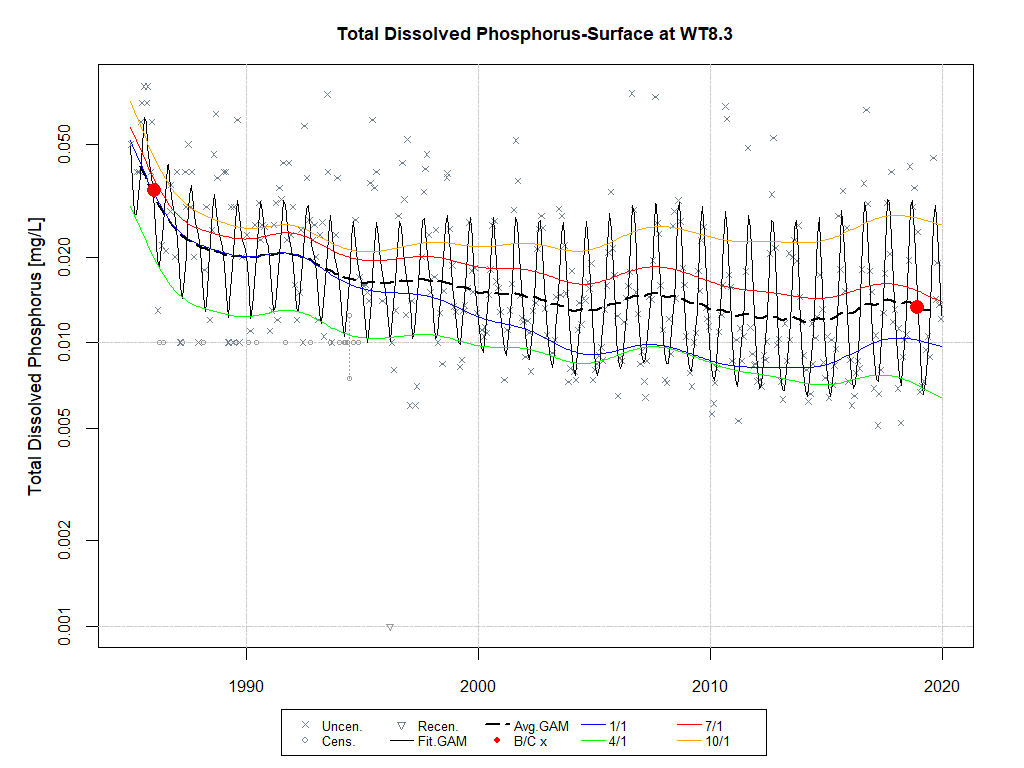 Total Dissolved Phosphorus-Surface at WT8.3
Total Dissolved Phosphorus [mg/L]
0.050
0.020
0.010
0.005
0.002
0.001
1990 2000 2010 2020
Uncen. Recen. Avg.GAM 1/1 7/1
Cens. Fit.GAM B/C x 4/1 10/1